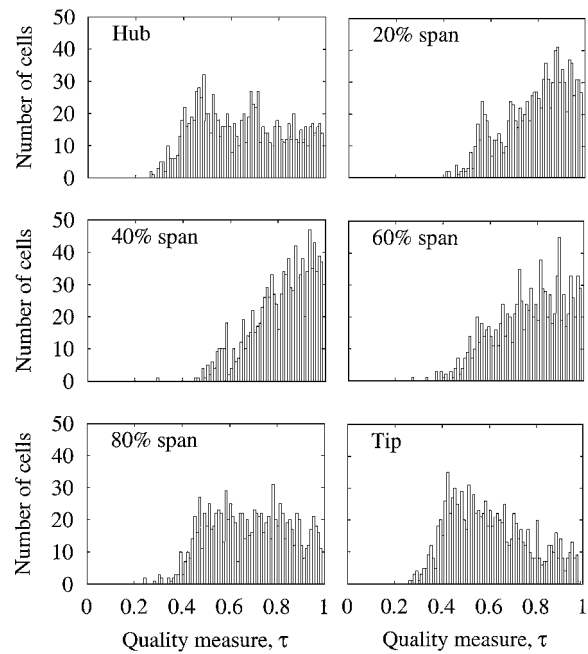 50
40
30
20
10
0
Number of cells
Hub
20% span
50
40
30
20
10
0
Number of cells
40% span
60% span
50
40
30
20
10
0
Number of cells
80% span
Tip
0 0.2 0.4 0.6 0.8 1 0 0.2 0.4 0.6 0.8 1
Quality measure, τ Quality measure, τ